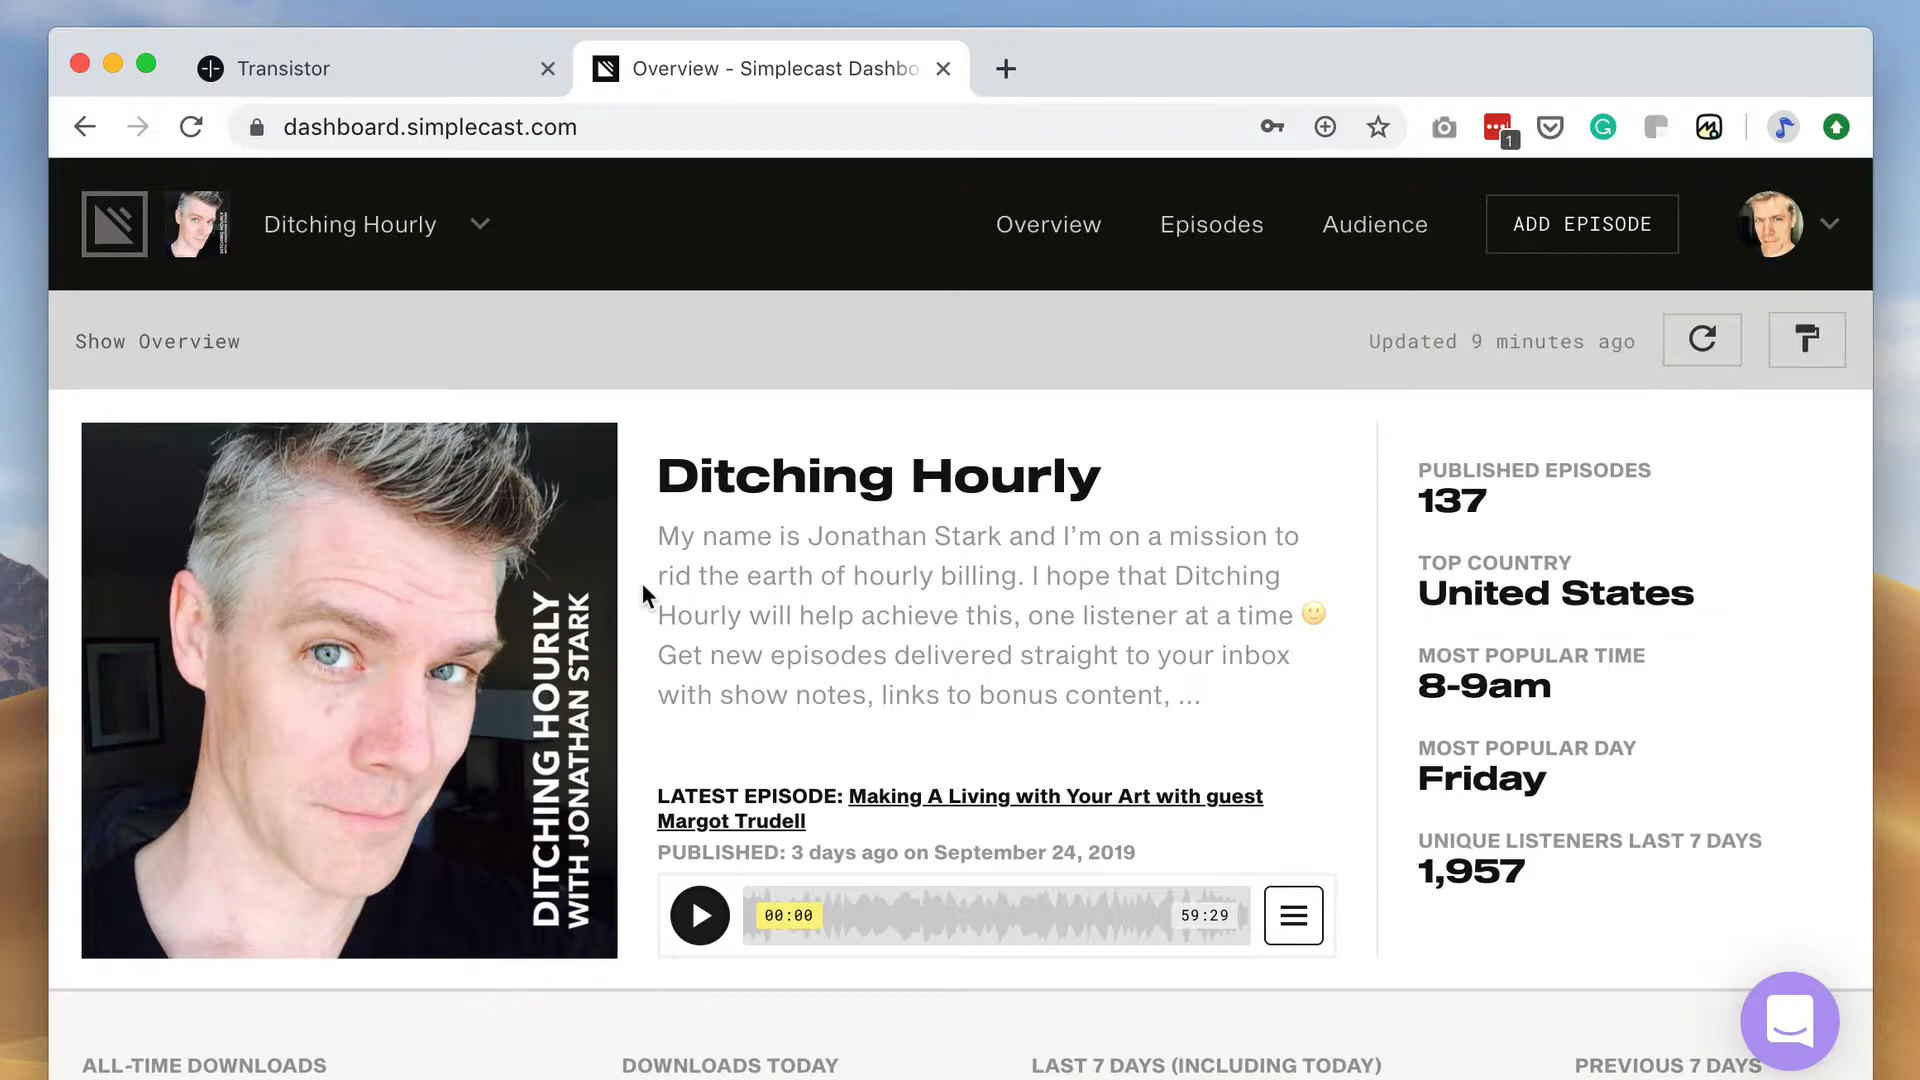 Transistor
Overview - Simplecast Dashbo
dashboard.simplecast.com
1
Ditching Hourly
Overview
Episodes
Audience
ADD EPISODE
Show Overview
Updated 9 minutes ago
DITCHING HOURLY
WITH JONATHAN STARK
Ditching Hourly
My name is Jonathan Stark and I’m on a mission to
rid the earth of hourly billing. I hope that Ditching
Hourly will help achieve this, one listener at a time 🙂
Get new episodes delivered straight to your inbox
with show notes, links to bonus content, ...
LATEST EPISODE: Making A Living with Your Art with guest
Margot Trudell
PUBLISHED: 3 days ago on September 24, 2019
00:00
59:29
PUBLISHED EPISODES
137
TOP COUNTRY
United States
MOST POPULAR TIME
8-9am
MOST POPULAR DAY
Friday
UNIQUE LISTENERS LAST 7 DAYS
1,957
ALL-TIME DOWNLOADS
DOWNLOADS TODAY
LAST 7 DAYS (INCLUDING TODAY)
PREVIOUS 7 DAYS